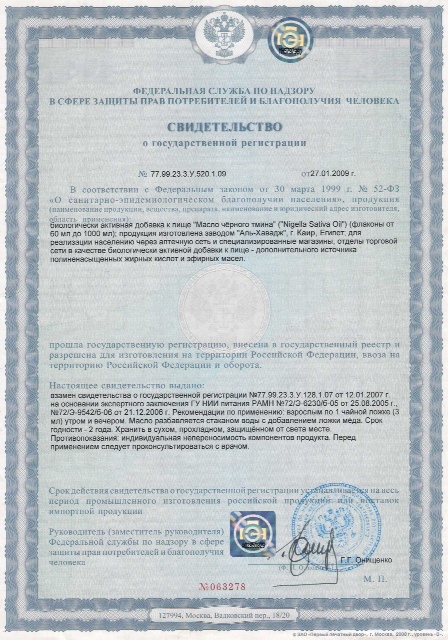 ФЕДЕРАЛЬНАЯ СЛУЖБА ПО НАДЗОРУ
В СФЕРЕ ЗАЩИТЫ ПРАВ ПОТРЕБИТЕЛЕЙ И БЛАГОПОЛУЧИЯ ЧЕЛОВЕКА
СВИДЕТЕЛЬСТВО
о государственной регистрации
№ 77.99.23.3.У.520.1.09 от 27.01.2009 г.
В соответствии с Федеральным законом от 30 марта 1999 г. № 52-ФЗ
«О санитарно-эпидемиологическом благополучии населения», продукция
(наименование продукции, вещества, препарата, наименование и юридический адрес изготовителя,
область применения):
биологически активная добавка к пище "Масло чёрного тмина" ("Nigella Sativa Oil") (флаконы от
60 мл до 1000 мл); продукция изготовлена заводом "Аль-Хавадж", г. Каир, Египет; для
реализации населению через аптечную сеть и специализированные магазины, отделы торговой
сети в качестве биологически активной добавки к пище - дополнительного источника
полиненасыщенных жирных кислот и эфирных масел.
прошла государственную регистрацию, внесена в государственный реестр и
разрешена для изготовления на территории Российской Федерации, ввоза на
территорию Российской Федерации и оборота.
Настоящее свидетельство выдано:
взамен свидетельства о государственной регистрации №77.99.23.3.У.128.1.07 от 12.01.2007 г.
на основании экспертного заключения ГУ НИИ питания РАМН №72/Э-6230/б-05 от 25.08.2005 г.,
№72/Э-9542/б-06 от 21.12.2006 г. Рекомендации по применению: взрослым по 1 чайной ложке (3
мл) утром и вечером. Масло разбавляется стаканом воды с добавлением ложки мёда. Срок
годности - 2 года. Хранить в сухом, прохладном, защищённом от света месте.
Противопоказания: индивидуальная непереносимость компонентов продукта. Перед
применением следует проконсультироваться с врачом.
Срок действия свидетельства о государственной регистрации устанавливается на весь
период промышленного изготовления российской продукции или поставок
импортной продукции
Руководитель (заместитель руководителя)
Федеральной службы по надзору в сфере
защиты прав потребителей и благополучия
человека
Г.Г. Онищенко
М. П.
№063278
127994, Москва, Вадковский пер., 18/20
© ЗАО «Первый печатный двор», г. Москва, 2008 г., уровень «В»